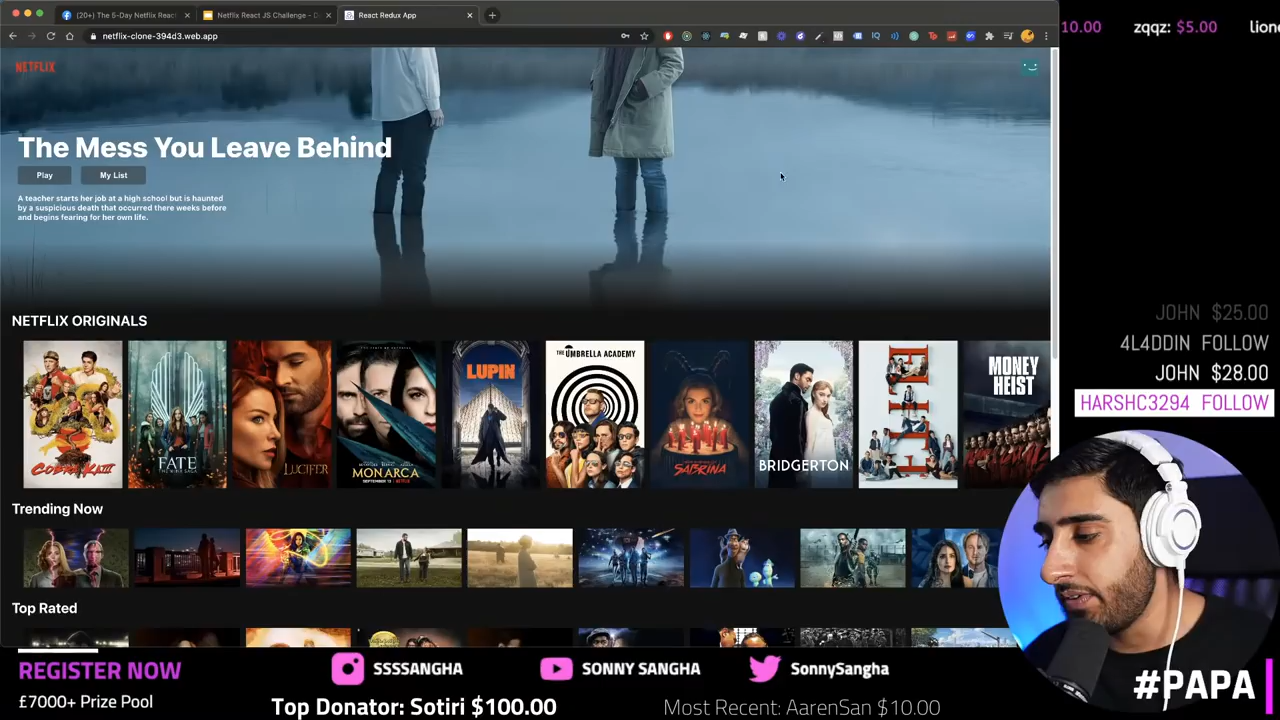 (20+) The 5-Day Netflix React
Netflix React JS Challenge - D
React Redux App
netflix-clone-394d3.web.app
NETFLIX
The Mess You Leave Behind
Play
My List
A teacher starts her job at a high school but is haunted
by a suspicious death that occurred there weeks before
and begins fearing for her own life.
NETFLIX ORIGINALS
COBRA KAI
FATE
LUCIFER
MONARCA
LUPIN
THE UMBRELLA ACADEMY
SABRINA
BRIDGERTON
ELITE
MONEY
HEIST
Trending Now
Top Rated
10.00 zqqz: $5.00 lione
JOHN $25.00
4L4DDIN FOLLOW
JOHN $28.00
HARSHC3294 FOLLOW
REGISTER NOW
£7000+ Prize Pool
SSSSANGHA
SONNY SANGHA
SonnySangha
Top Donator: Sotiri $100.00
Most Recent: AarenSan $10.00
#PAPA